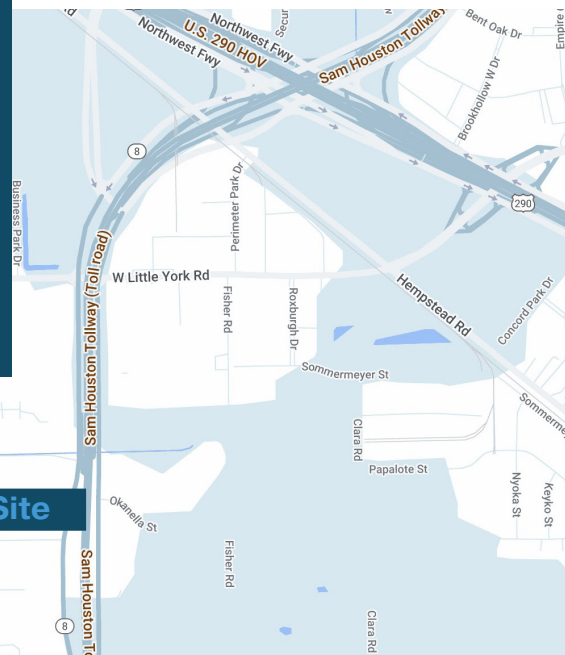 Northwest Fwy
Northwest Fwy
U.S. 290 HOV
Sam Houston Tollway
Bent Oak Dr
Brookhollow W Dr
8
290
Business Park Dr
Perimeter Park Dr
W Little York Rd
Sam Houston Tollway (Toll road)
Fisher Rd
Roxburgh Dr
Hempstead Rd
Concord Park Dr
Sommermeyer St
Clara Rd
Papalote St
Nyoka St
Keyko St
Site
Okanella St
Fisher Rd
8
Clara Rd